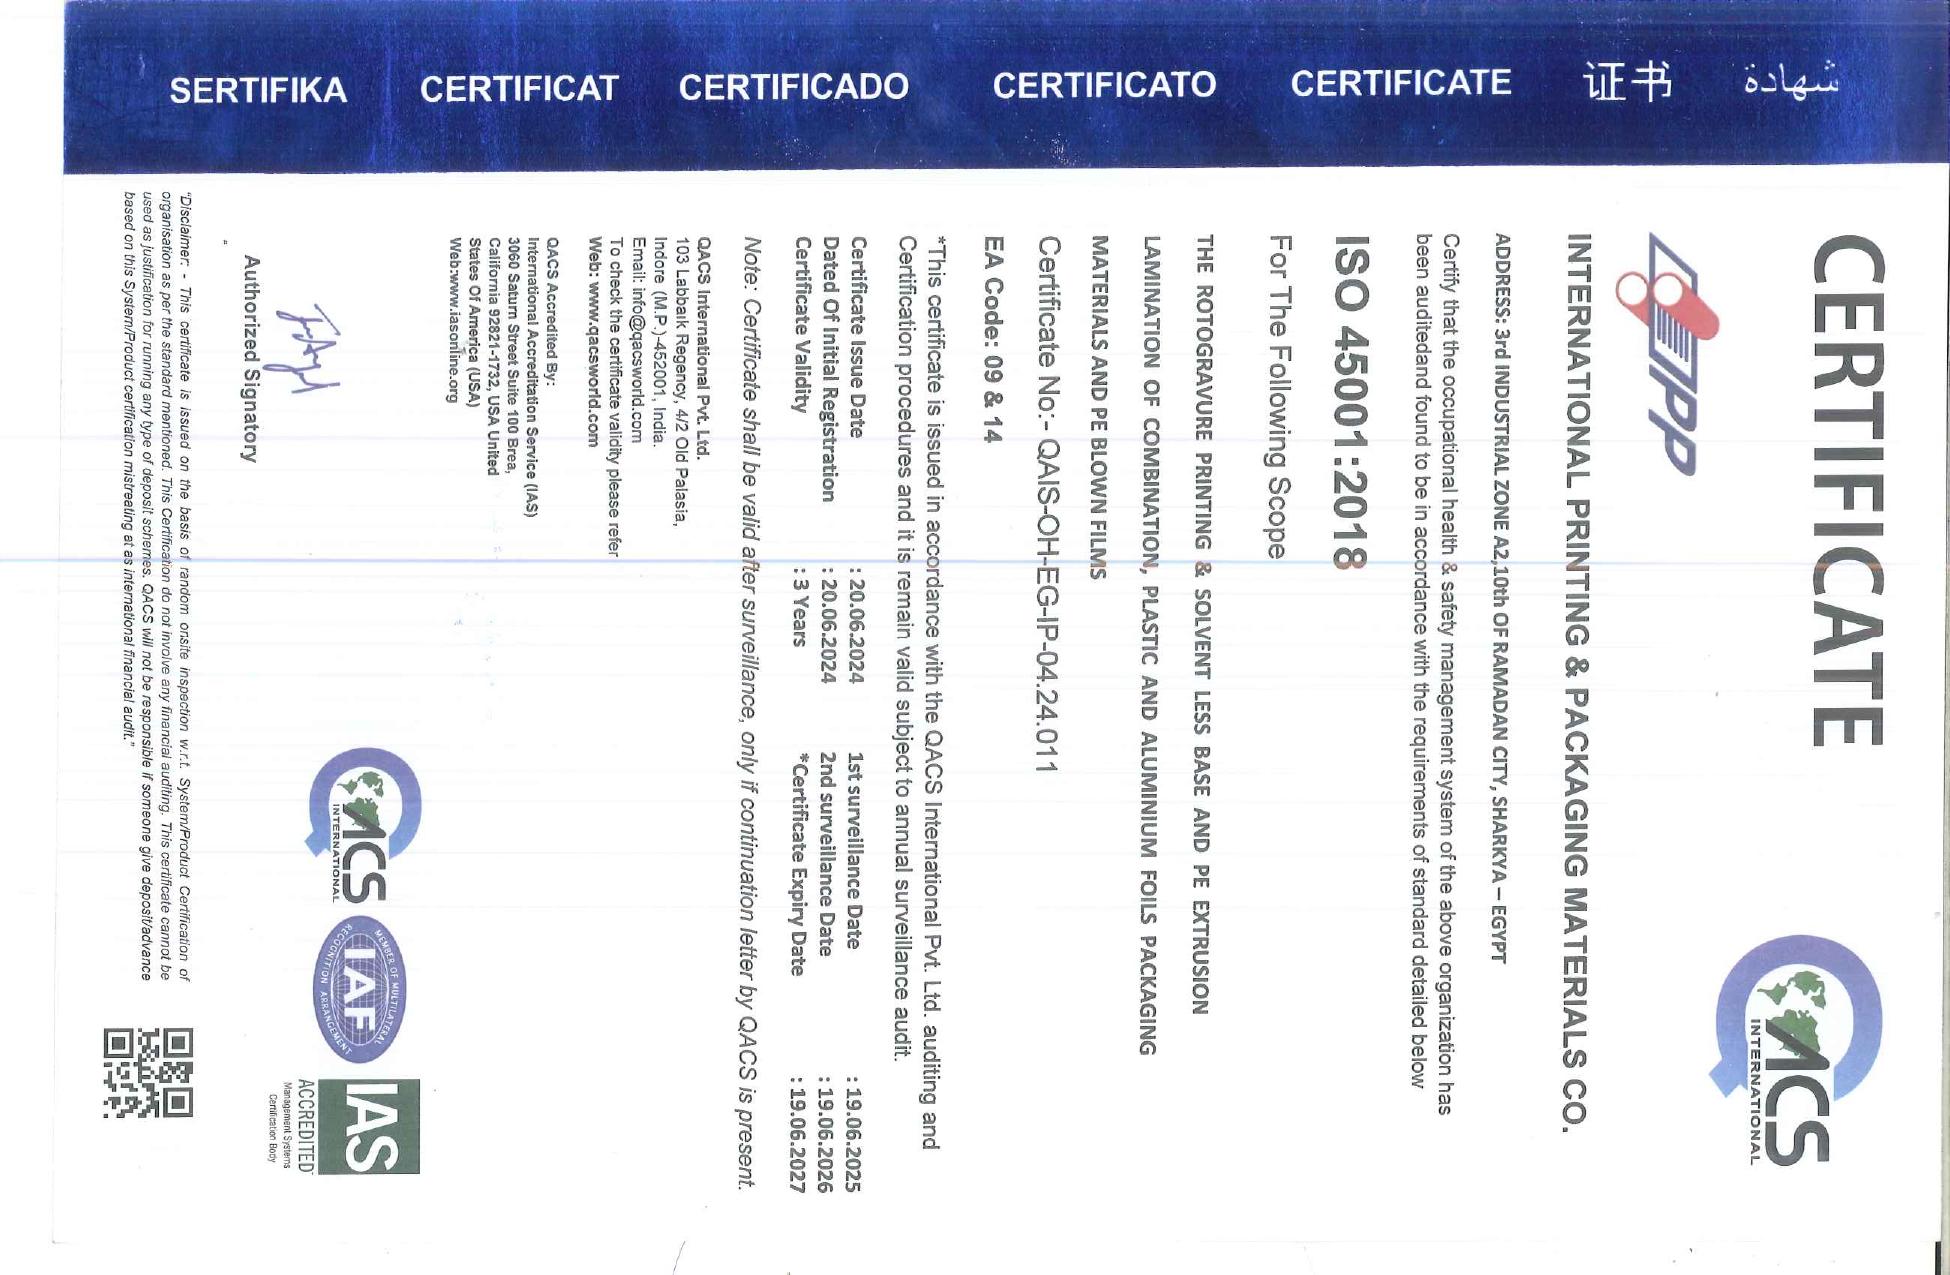 شهادة
证书
CERTIFICATE
CERTIFICATO
CERTIFICADO
CERTIFICAT
SERTIFIKA
CERTIFICATE
QACS
INTERNATIONAL
IPP
INTERNATIONAL PRINTING & PACKAGING MATERIALS CO.
ADDRESS: 3rd INDUSTRIAL ZONE A2,10th OF RAMADAN CITY, SHARKYA – EGYPT
Certify that the occupational health & safety management system of the above organization has
been auditedand found to be in accordance with the requirements of standard detailed below
ISO 45001:2018
For The Following Scope
THE ROTOGRAVURE PRINTING & SOLVENT LESS BASE AND PE EXTRUSION
LAMINATION OF COMBINATION, PLASTIC AND ALUMINIUM FOILS PACKAGING
MATERIALS AND PE BLOWN FILMS
Certificate No:- QAIS-OH-EG-IP-04.24.011
EA Code: 09 & 14
*This certificate is issued in accordance with the QACS International Pvt. Ltd. auditing and
Certification procedures and it is remain valid subject to annual surveillance audit.
Certificate Issue Date : 20.06.2024 1st surveillance Date : 19.06.2025
Dated Of Initial Registration : 20.06.2024 2nd surveillance Date : 19.06.2026
Certificate Validity : 3 Years *Certificate Expiry Date : 19.06.2027
Note: Certificate shall be valid after surveillance, only if continuation letter by QACS is present.
QACS International Pvt. Ltd.
103 Labbaik Regency, 4/2 Old Palasia,
Indore (M.P.)-452001, India.
Email: info@qacsworld.com
To check the certificate validity please refer
Web: www.qacsworld.com
QACS Accredited By:
International Accreditation Service (IAS)
3060 Saturn Street Suite 100 Brea,
California 92821-1732, USA United
States Of America (USA)
Web:www.iasonline.org
Authorized Signatory
QACS
INTERNATIONAL
MEMBER OF MULTILATERAL
IAF
RECOGNITION ARRANGEMENT
IAS
ACCREDITED
Management Systems
Certification Body
"Disclaimer: - This certificate is issued on the basis of random onsite inspection w.r.t. System/Product Certification of
organisation as per the standard mentioned. This Certification do not involve any financial auditing. This certificate cannot be
used as justification for running any type of deposit schemes. QACS will not be responsible if someone give deposit/advance
based on this System/Product certification mistreating at as international financial audit."